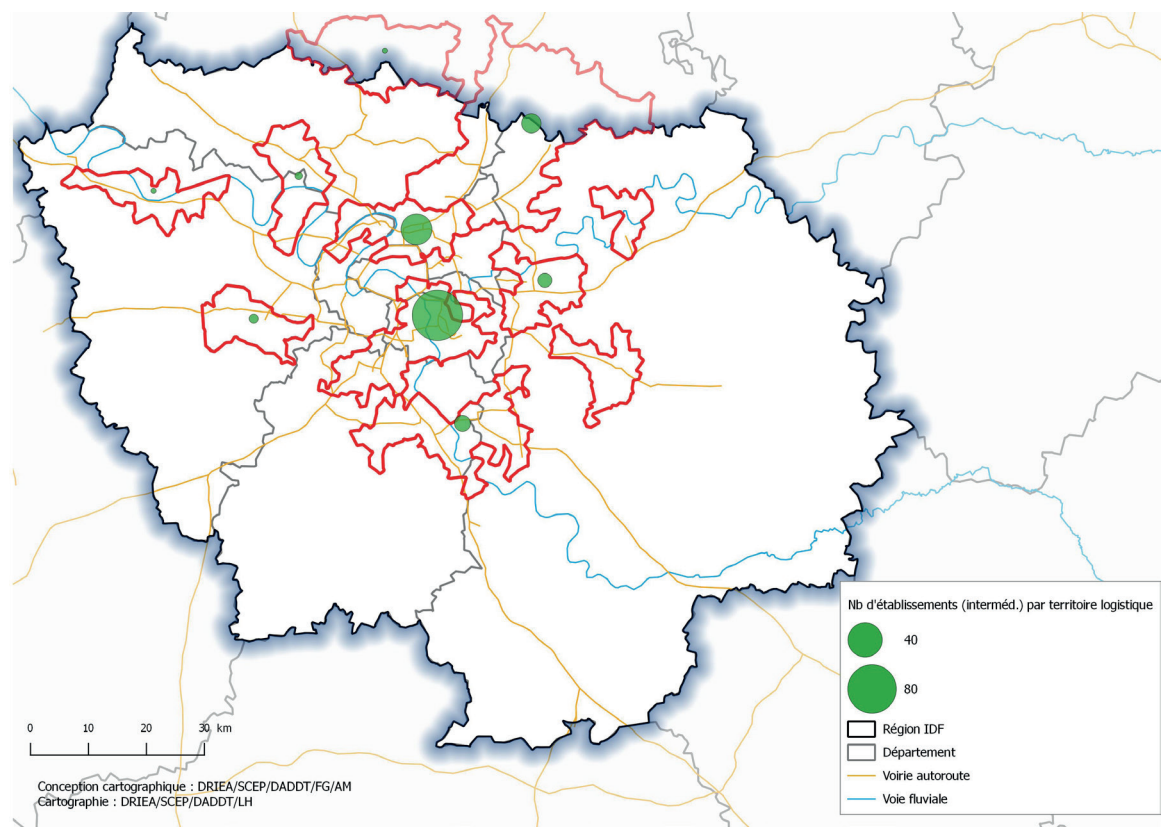 Nb d'établissements (interméd.) par territoire logistique
40
80
Région IDF
Département
Voirie autoroute
Voie fluviale
0 10 20 30 km
Conception cartographique : DRIEA/SCEP/DADDT/FG/AM
Cartographie : DRIEA/SCEP/DADDT/LH